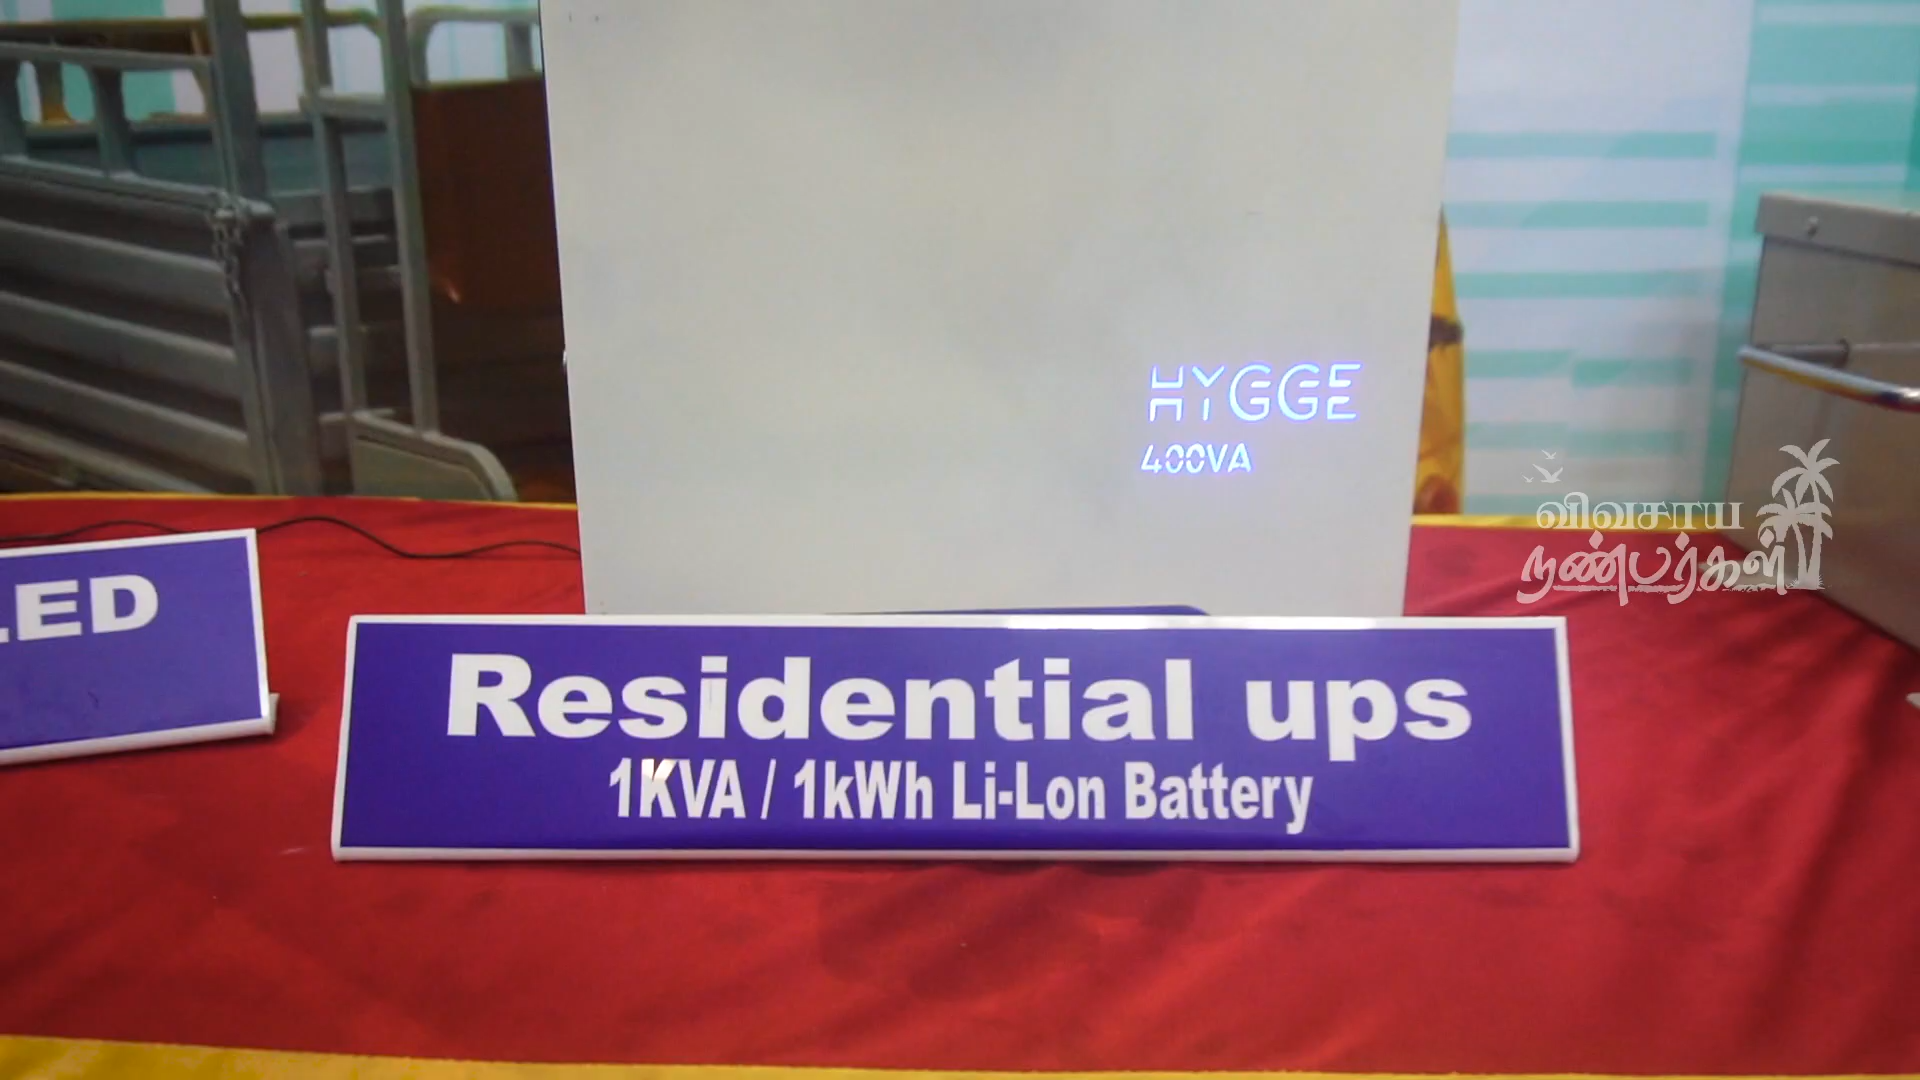 HYGGE
400VA
விவசாய
நண்பர்கள்
LED
Residential ups
1KVA / 1kWh Li-Lon Battery